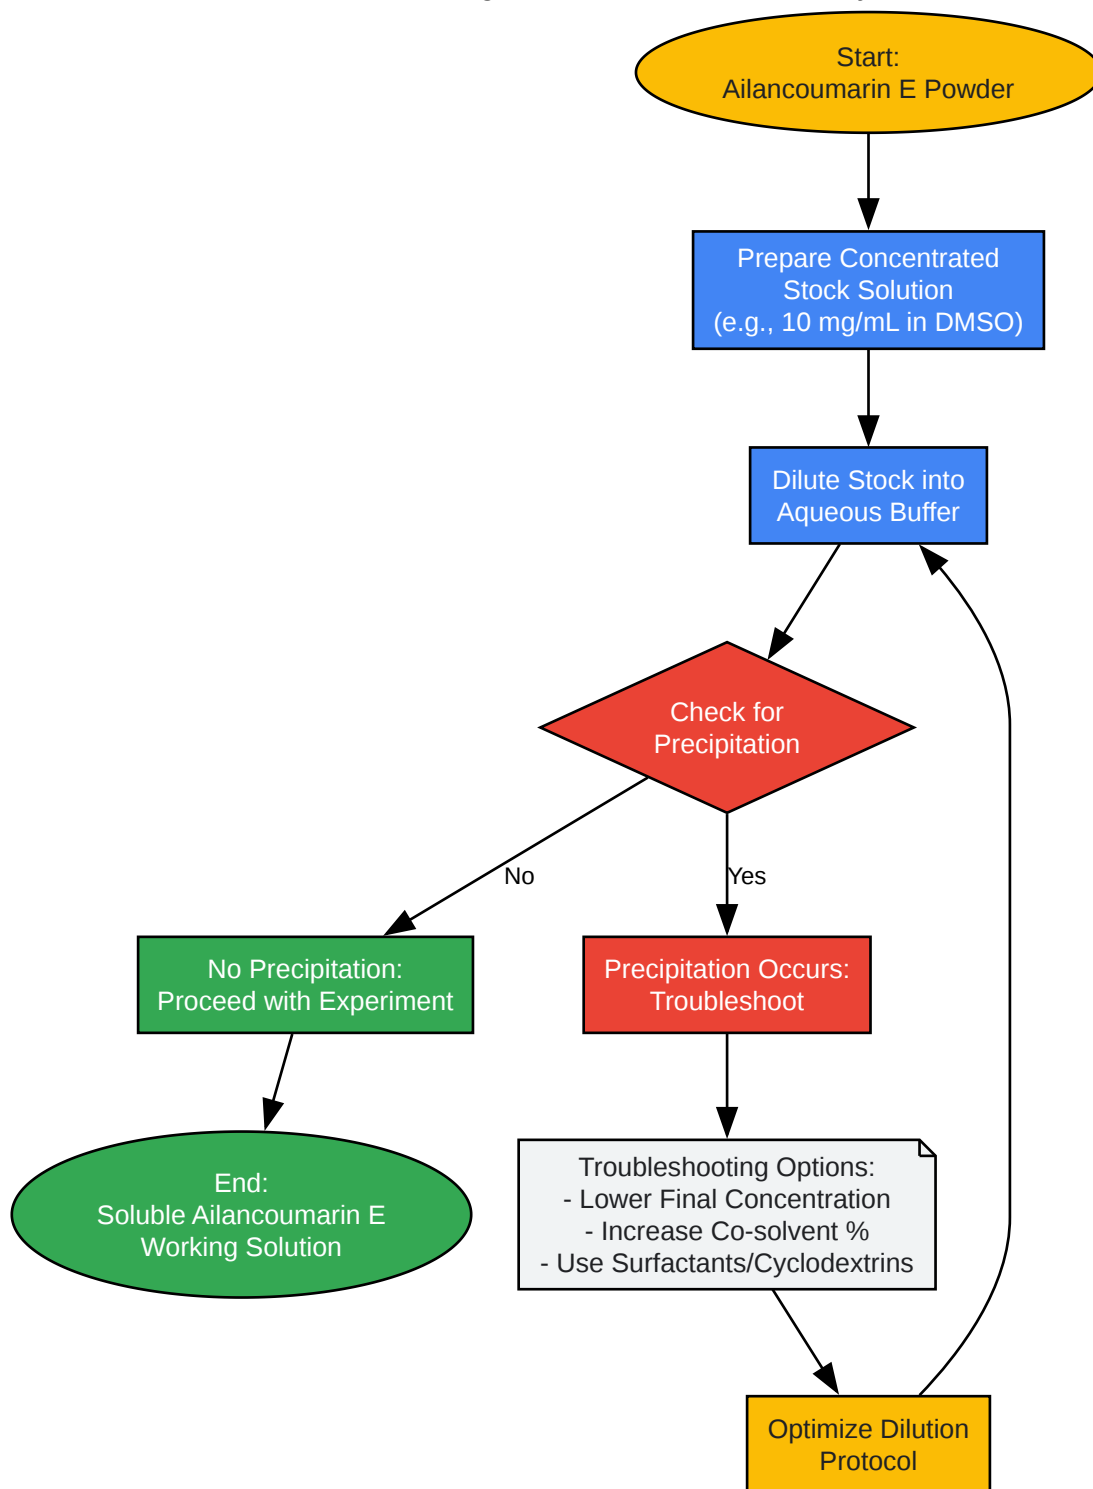 Start:
Ailancoumarin E Powder
Prepare Concentrated
Stock Solution
(e.g., 10 mg/mL in DMSO)
Dilute Stock into
Aqueous Buffer
Check for
Precipitation
No
Yes
No Precipitation:
Proceed with Experiment
Precipitation Occurs:
Troubleshoot
End:
Soluble Ailancoumarin E
Working Solution
Troubleshooting Options:
- Lower Final Concentration
- Increase Co-solvent %
- Use Surfactants/Cyclodextrins
Optimize Dilution
Protocol